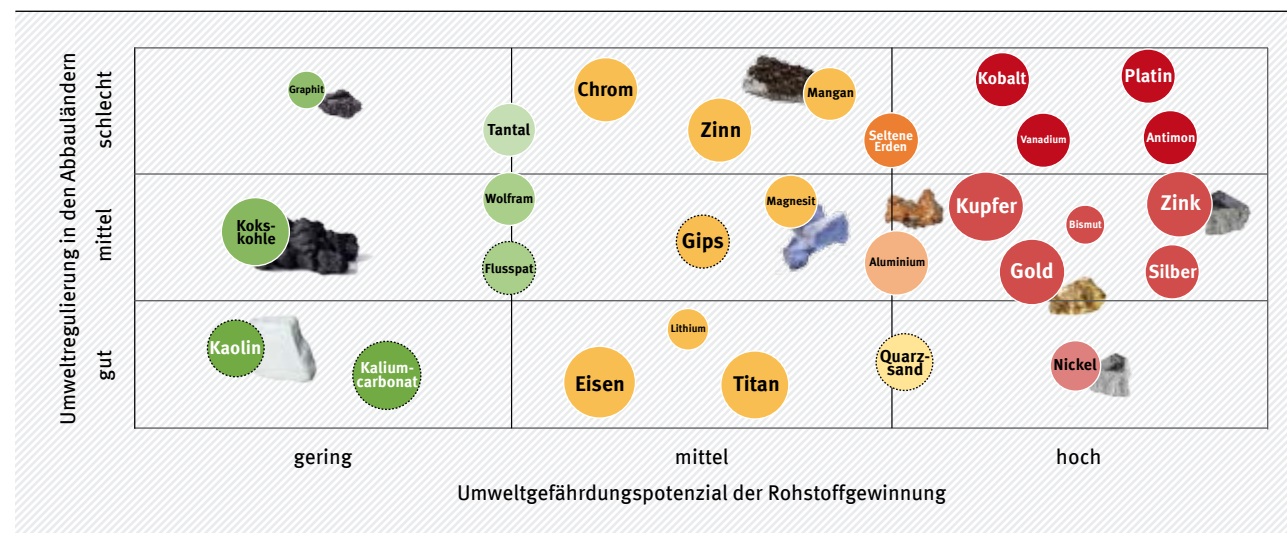 Umweltregulierung in den Abbauländern
schlecht
mittel
gut
Graphit
Tantal
Chrom
Zinn
Mangan
Seltene
Erden
Kobalt
Vanadium
Platin
Antimon
Koks-
kohle
Wolfram
Flusspat
Gips
Magnesit
Aluminium
Kupfer
Gold
Bismut
Zink
Silber
Kaolin
Kalium-
carbonat
Eisen
Lithium
Titan
Quarz-
sand
Nickel
gering
mittel
hoch
Umweltgefährdungspotenzial der Rohstoffgewinnung